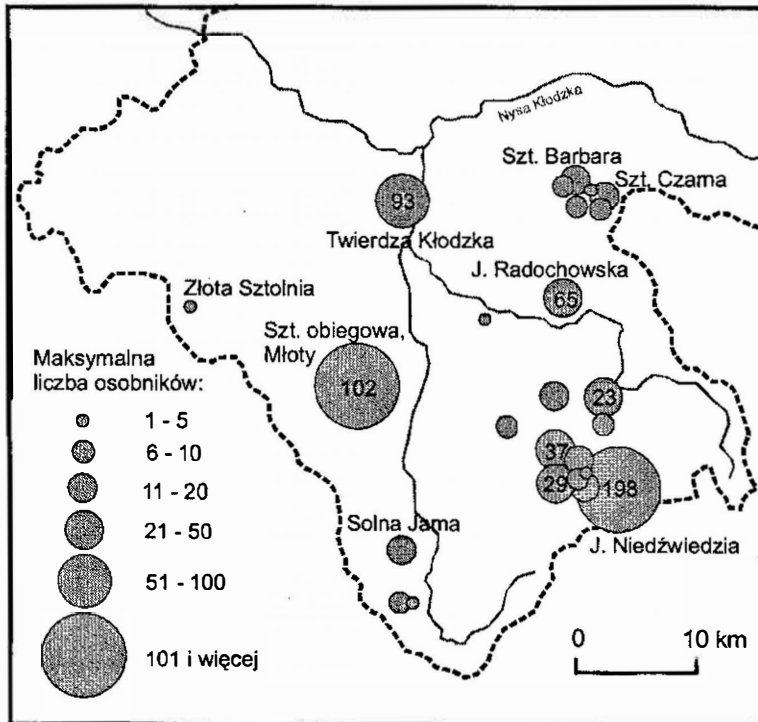 Nysa Kłodzka
Szt. Barbara
Szt. Czarna
93
Twierdza Kłodzka
J. Radochowska
65
Złota Sztolnia
Szt. obiegowa,
Młoty
102
23
37
29
198
J. Niedźwiedzia
Solna Jama
Maksymalna
liczba osobników:
1 - 5
6 - 10
11 - 20
21 - 50
51 - 100
101 i więcej
0 10 km